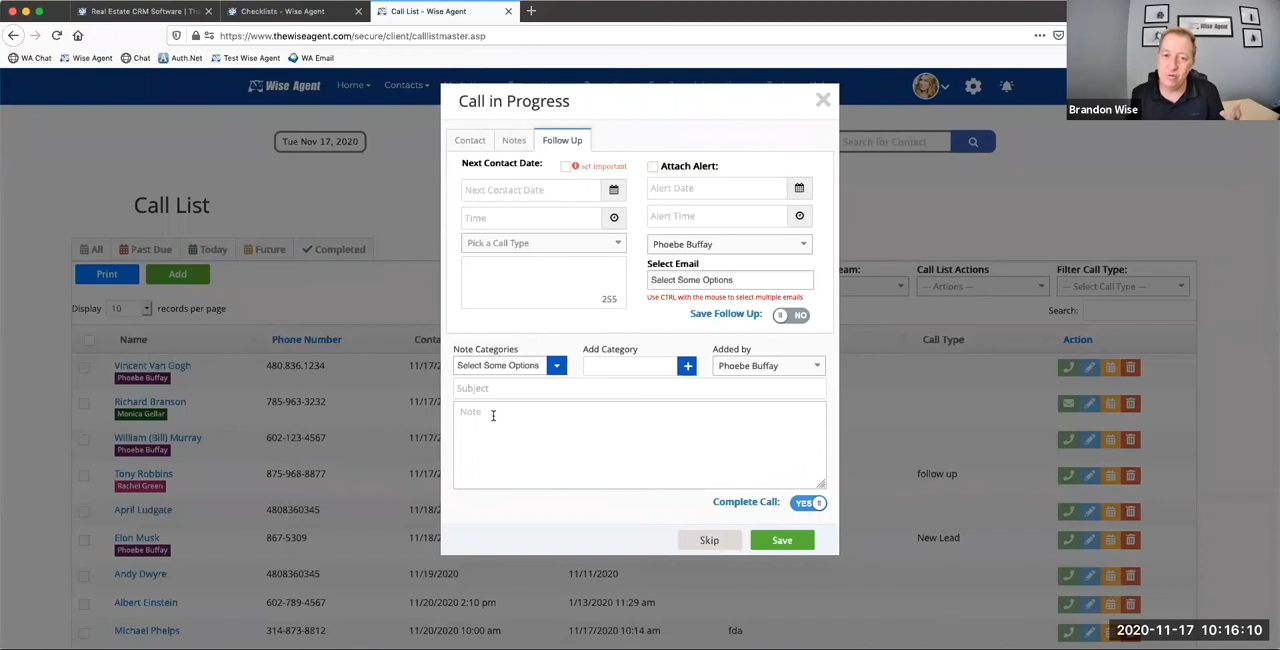 Real Estate CRM Software | The
Checklists - Wise Agent
Call List - Wise Agent
https://www.thewiseagent.com/secure/client/calllistmaster.asp
WA Chat
Wise Agent
Chat
Auth.Net
Test Wise Agent
WA Email
Wise Agent
Brandon Wise
Wise Agent
Home
Contacts
Tue Nov 17, 2020
Search for Contact
Call List
All
Past Due
Today
Future
Completed
Print
Add
Call List Actions
Filter Call Type:
--- Actions ---
--- Select Call Type ---
Display 10 records per page
Search:
Name
Phone Number
Call Type
Action
Vincent Van Gogh
Phoebe Buffay
480.836.1234
Richard Branson
Monica Gellar
785-963-3232
William (Bill) Murray
Phoebe Buffay
602-123-4567
Tony Robbins
Rachel Green
875-968-8877
follow up
April Ludgate
4808360345
Elon Musk
Phoebe Buffay
867-5309
New Lead
Andy Dwyre
4808360345
11/19/2020
11/11/2020
Albert Einstein
602-789-4567
11/20/2020 2:10 pm
1/13/2020 11:29 am
Michael Phelps
314-873-8812
11/20/2020 10:00 am
11/17/2020 10:14 am
fda
Call in Progress
Contact
Notes
Follow Up
Next Contact Date:
set important
Attach Alert:
Next Contact Date
Alert Date
Time
Alert Time
Pick a Call Type
Phoebe Buffay
Select Email
Select Some Options
255
Use CTRL with the mouse to select multiple emails
Save Follow Up:
NO
Note Categories
Add Category
Added by
Select Some Options
Phoebe Buffay
Subject
Note
Complete Call:
YES
Skip
Save
2020-11-17 10:16:10